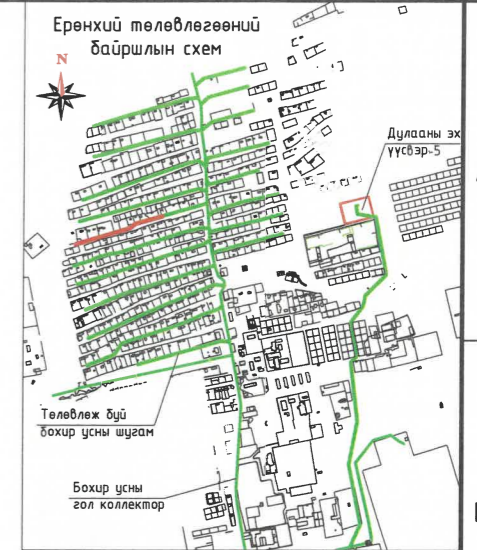 Ерөнхий төлөвлөгөөний
байршлын схем
N
Дулааны эх
үүсвэр-5
Төлөвлөж буй
бохир усны шугам
Бохир усны
гол коллектор